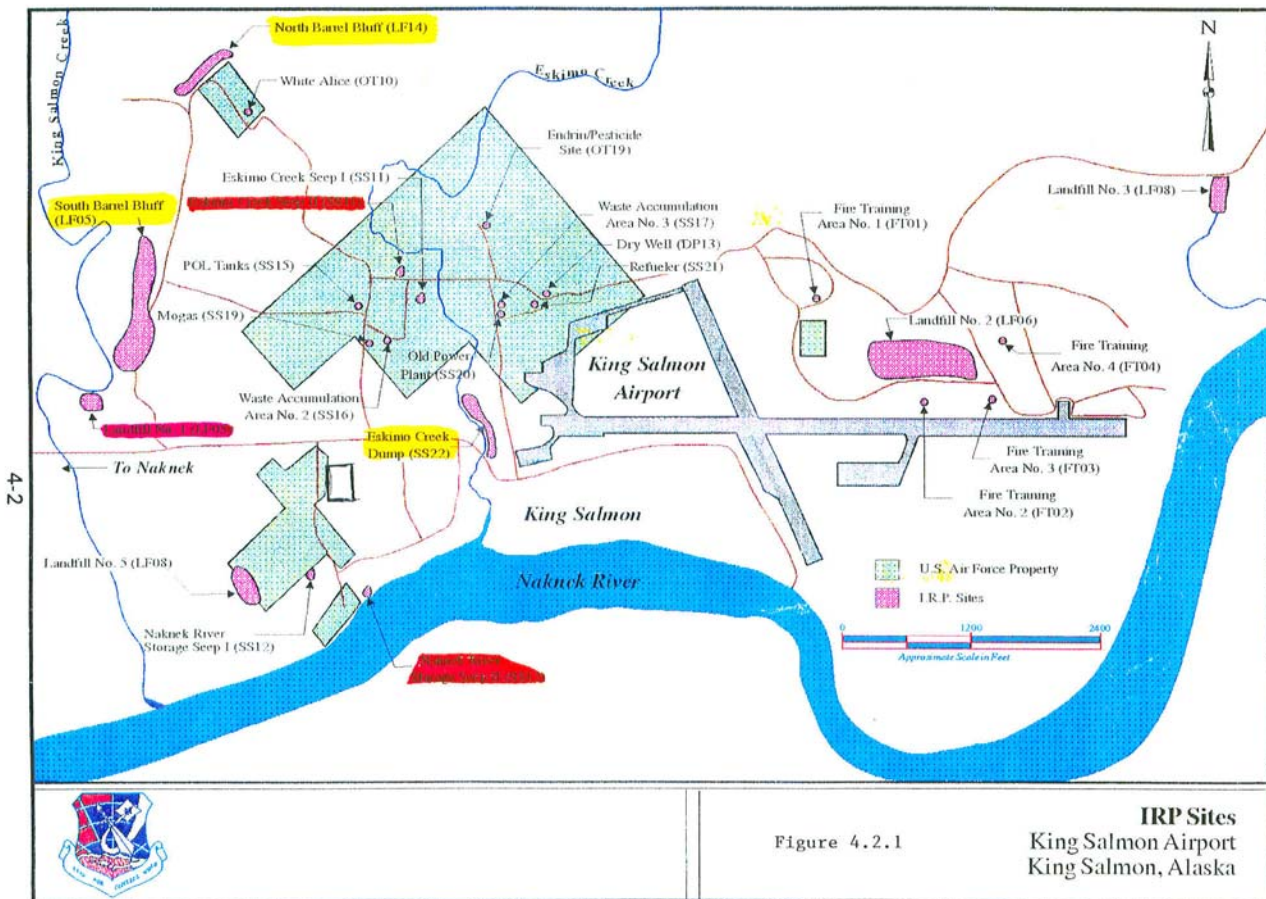 North Barrel Bluff (LF14)
White Alice (OT10)
King Salmon Creek
Eskimo Creek
N
Endrin/Pesticide
Site (OT19)
Eskimo Creek Seep I (SS11)
South Barrel Bluff
(LF05)
Waste Accumulation
Area No. 3 (SS17)
Dry Well (DP13)
Refueler (SS21)
Fire Training
Area No. 1 (FT01)
Landfill No. 3 (LF08)
POL Tanks (SS15)
Mogas (SS19)
Old Power
Plant (SS20)
Waste Accumulation
Area No. 2 (SS16)
King Salmon
Airport
Landfill No. 2 (LF06)
Fire Training
Area No. 4 (FT04)
Landfill No. 1
Eskimo Creek
Dump (SS22)
To Naknek
Fire Training
Area No. 3 (FT03)
Fire Training
Area No. 2 (FT02)
King Salmon
Landfill No. 5 (LF08)
Naknek River
U.S. Air Force Property
I.R.P. Sites
Naknek River
Storage Seep I (SS12)
0 1200 2400
Approximate Scale in Feet
4-2
Figure 4.2.1
IRP Sites
King Salmon Airport
King Salmon, Alaska